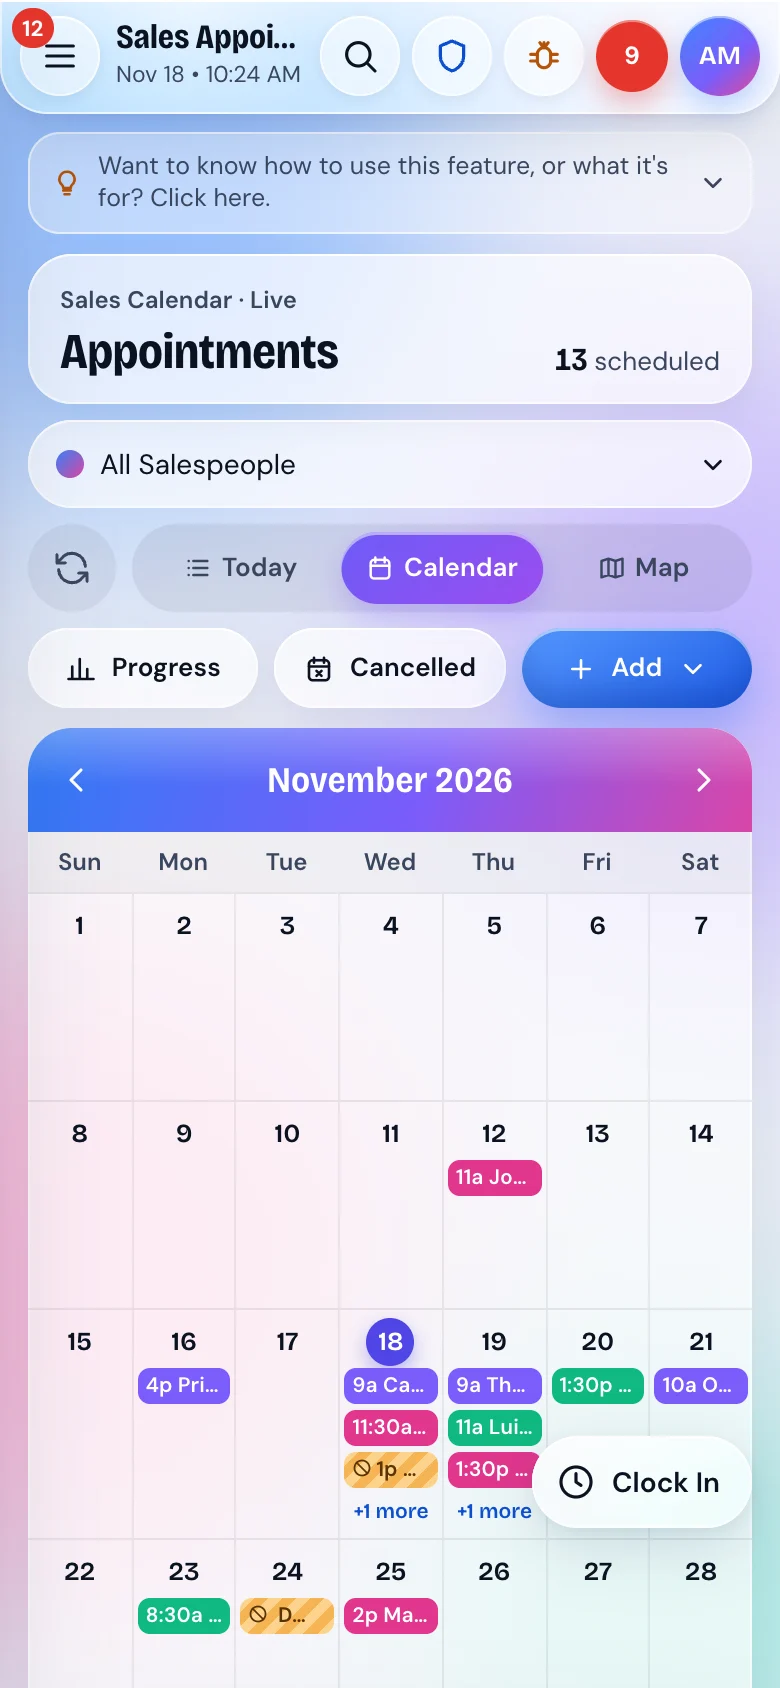 12
Sales Appoi...
Nov 18 • 10:24 AM
9
AM
Want to know how to use this feature, or what it's
for? Click here.
Sales Calendar · Live
Appointments
13 scheduled
All Salespeople
Today
Calendar
Map
Progress
Cancelled
Add
November 2026
Sun Mon Tue Wed Thu Fri Sat
1 2 3 4 5 6 7
8 9 10 11 12 13 14
11a Jo...
15 16 17 18 19 20 21
4p Pri... 9a Ca... 9a Th... 1:30p ... 10a O...
11:30a... 11a Lui...
1p ... 1:30p ...
+1 more +1 more
Clock In
22 23 24 25 26 27 28
8:30a ... D... 2p Ma...